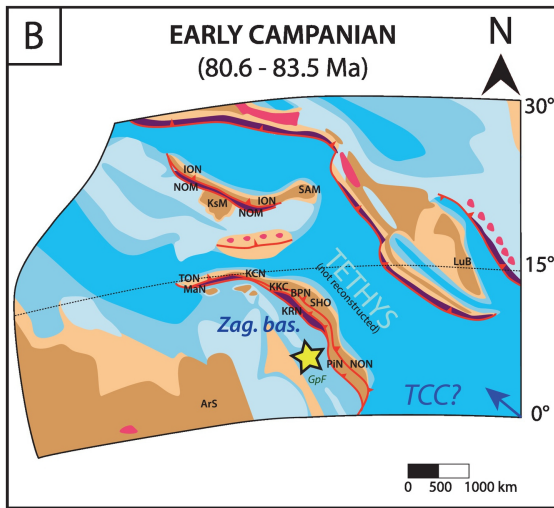 B
EARLY CAMPANIAN
(80.6 - 83.5 Ma)
N
30°
ION
NOM
KsM
ION
NOM
SAM
TETHYS
(not reconstructed)
LuB
15°
TON
MaN
KCN
KKC
BPN
SHO
KRN
Zag. bas.
PiN
NON
GpF
ArS
TCC?
0°
0 500 1000 km